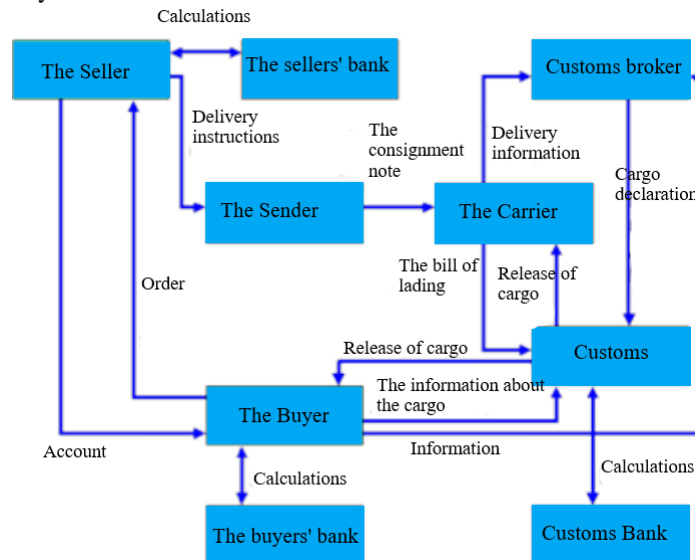 Calculations
The Seller
The sellers' bank
Customs broker
Delivery
instructions
The
consignment
note
Delivery
information
Cargo
declaration
The Sender
The Carrier
Order
The bill of
lading
Release of
cargo
Release of cargo
Customs
The information about
the cargo
The Buyer
Account
Information
Calculations
Calculations
The buyers' bank
Customs Bank